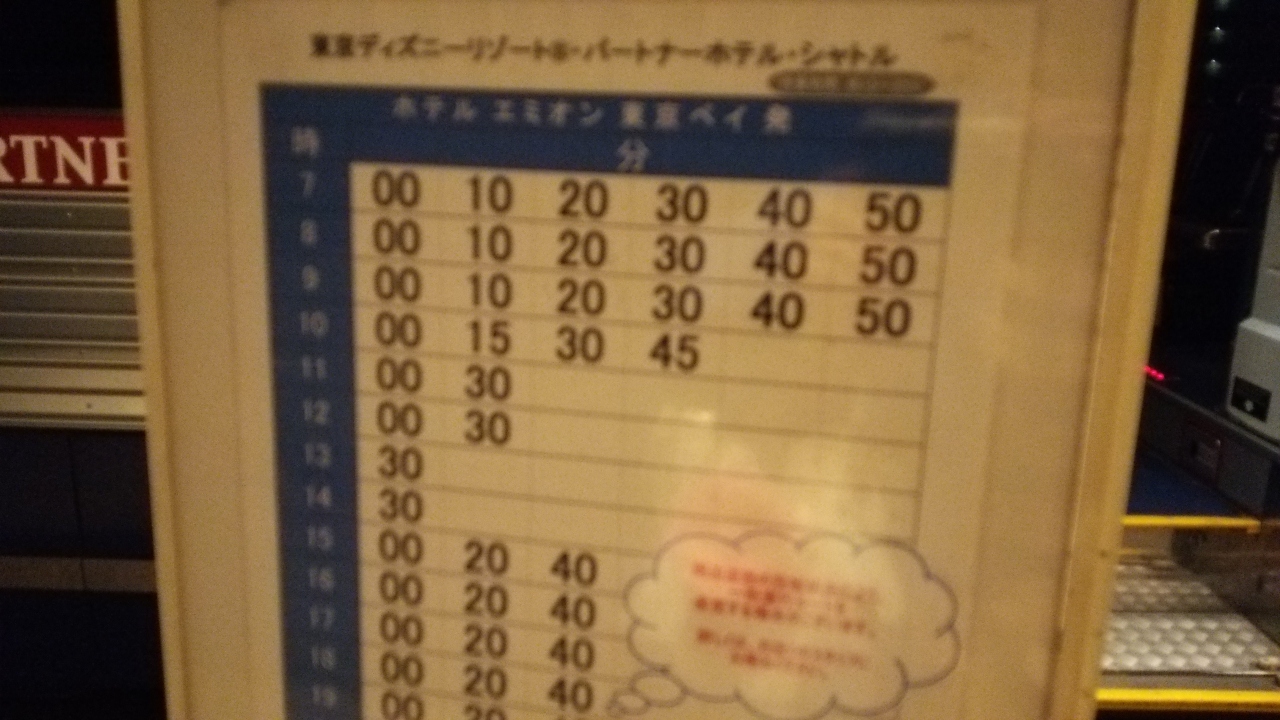 RTNE
東京ディズニーリゾート®・パートナーホテル・シャトル
ホテル エミオン 東京ベイ 発
時 分
7 00 10 20 30 40 50
8 00 10 20 30 40 50
9 00 10 20 30 40 50
10 00 15 30 45
11 00 30
12 00 30
13 30
14 30
15 00 20 40
16 00 20 40
17 00 20 40
18 00 20 40
19 00 20